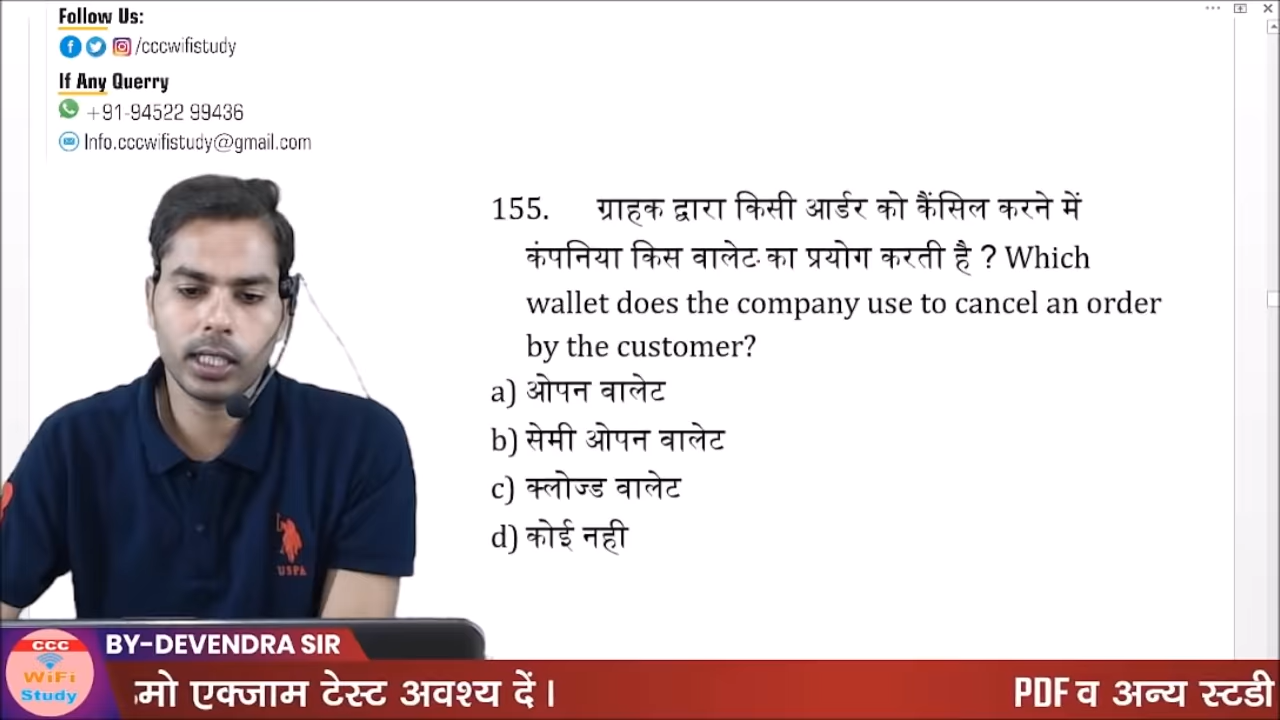 Follow Us:
/cccwifistudy
If Any Querry
+91-94522 99436
Info.cccwifistudy@gmail.com
155. ग्राहक द्वारा किसी आर्डर को कैंसिल करने में
कंपनिया किस वालेट का प्रयोग करती है ? Which
wallet does the company use to cancel an order
by the customer?
a) ओपन वालेट
b) सेमी ओपन वालेट
c) क्लोज्ड वालेट
d) कोई नही
USPA
BY-DEVENDRA SIR
CCC
WiFi
Study
एक्जाम टेस्ट अवश्य दें। PDF व अन्य स्टडी